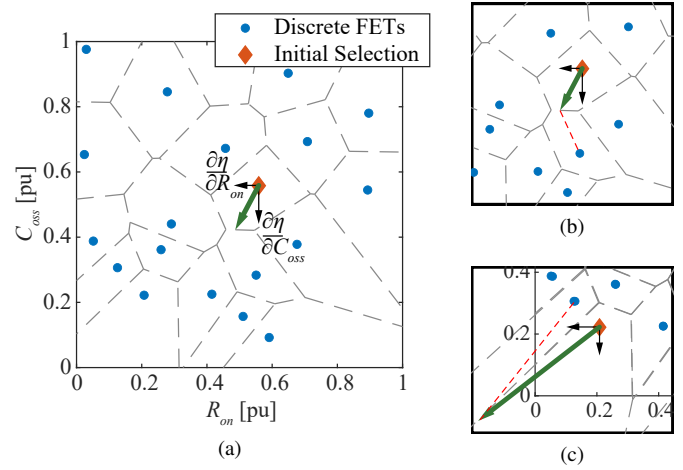 Discrete FETs
Initial Selection
1
0.8
0.6
0.4
0.2
0
C_oss [pu]
∂η
∂R_on
∂η
∂C_oss
0 0.2 0.4 0.6 0.8 1
R_on [pu]
(a)
(b)
0.4
0.2
0
0 0.2 0.4
(c)